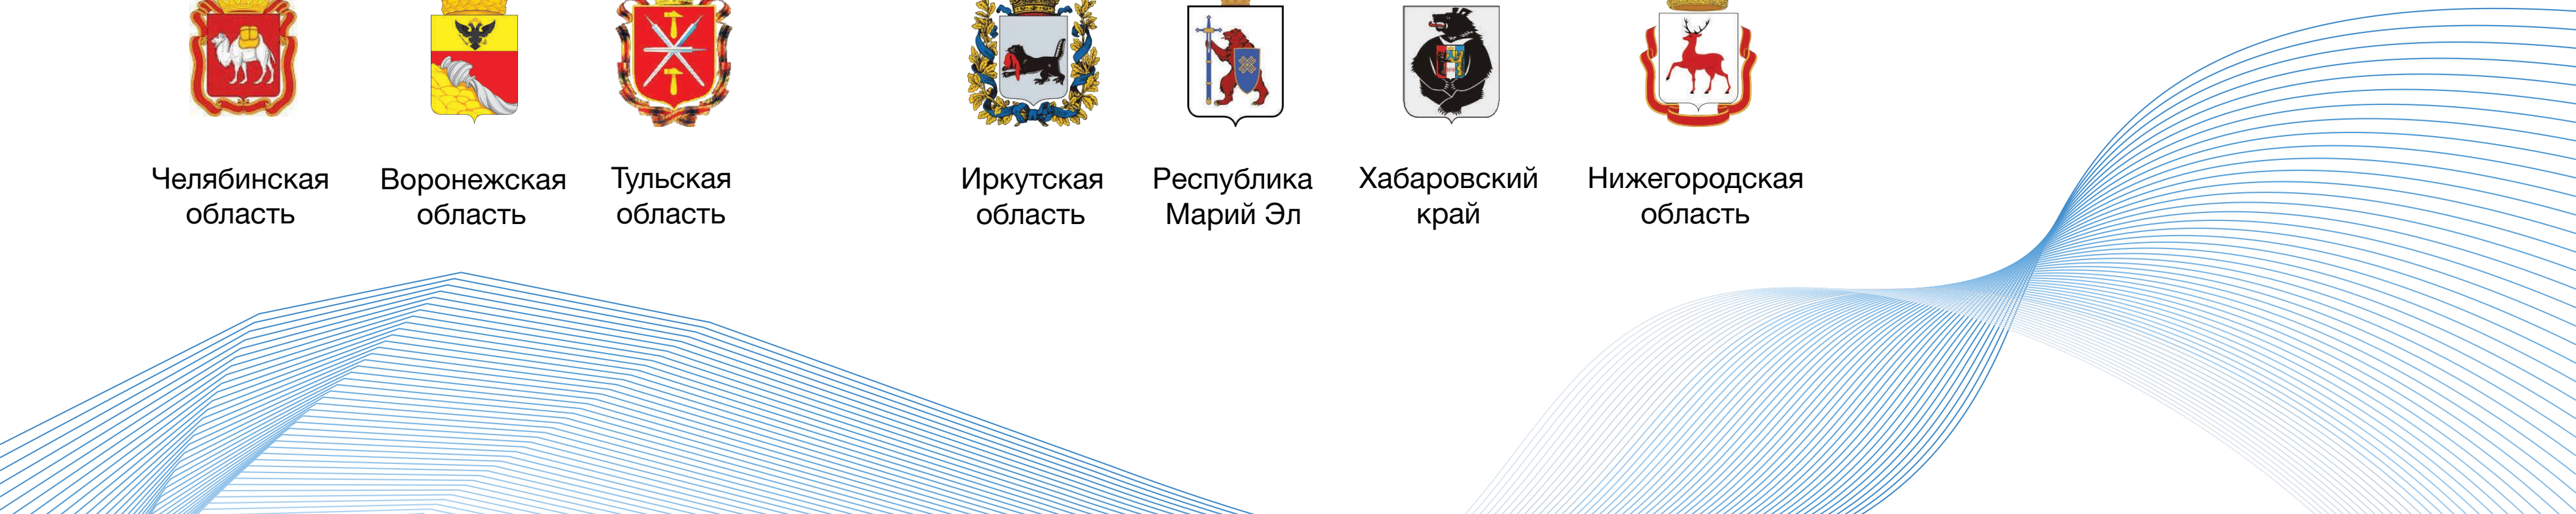 Челябинская
область
Воронежская
область
Тульская
область
Иркутская
область
Республика
Марий Эл
Хабаровский
край
Нижегородская
область